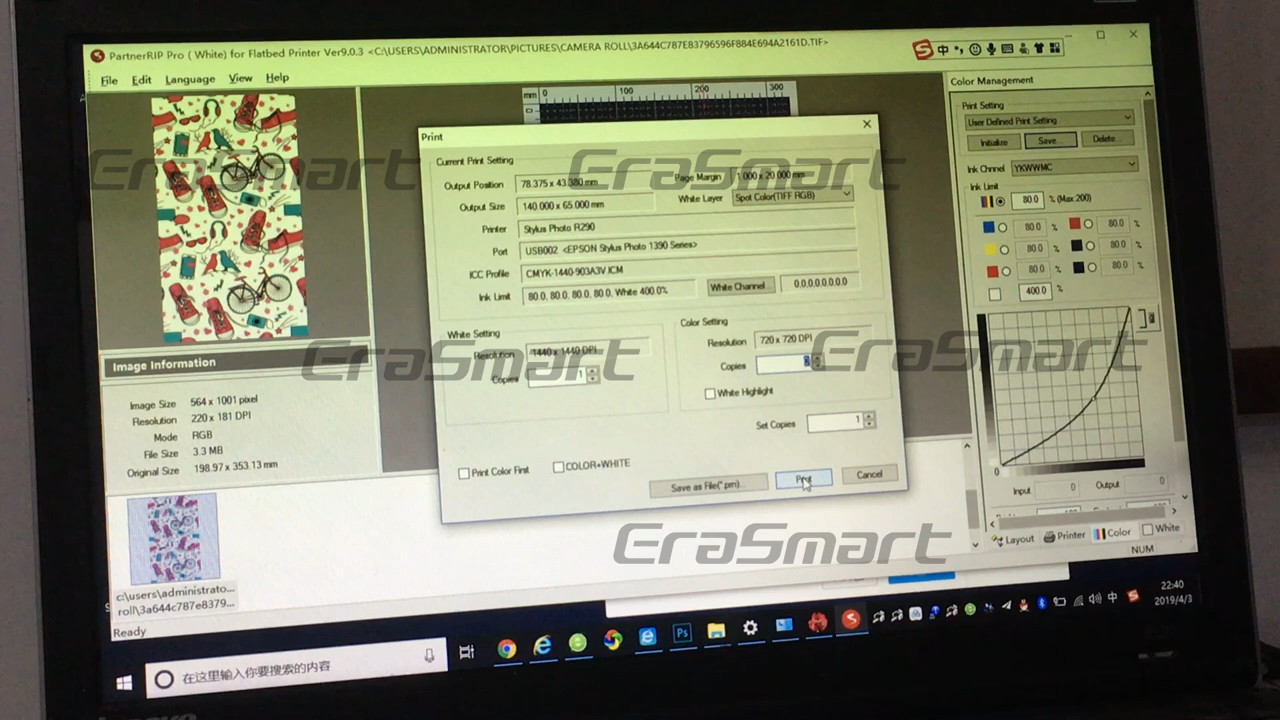 PartnerRIP Pro ( White) for Flatbed Printer Ver9.0.3 <C:\USERS\ADMINISTRATOR\PICTURES\CAMERA ROLL\3A644C787E83796596F884E694A2161D.TIF>
中
File Edit Language View Help
mm 0 100 200 300
Color Management
Print Setting
User Defined Print Setting
Initialize Save... Delete...
Ink Chnnel YKWWMC
Ink Limit
80.0 % (Max 200)
80.0 % 80.0 %
80.0 % 80.0 %
80.0 % 80.0 %
400.0 %
0
Input 0 Output 0
Layout Printer Color White
NUM
Print
Current Print Setting
Output Position 78.375 x 43.380 mm Page Margin 1.000 x 20.000 mm
Output Size 140.000 x 65.000 mm White Layer Spot Color(TIFF RGB)
Printer Stylus Photo R290
Port USB002 <EPSON Stylus Photo 1390 Series>
ICC Profile CMYK-1440-903A3V.ICM
Ink Limit 80.0, 80.0, 80.0, 80.0, White 400.0% White Channel... 0,0,0,0,0,0,0,0
White Setting
Resolution 1440 x 1440 DPI
Copies 1
Color Setting
Resolution 720 x 720 DPI
Copies 2
White Highlight
Set Copies 1
Print Color First COLOR+WHITE
Save as File(*.prn)... Print Cancel
Image Information
Image Size 564 x 1001 pixel
Resolution 220 x 181 DPI
Mode RGB
File Size 3.3 MB
Original Size 198.97 x 353.13 mm
c:\users\administrato...
roll\3a644c787e8379...
Ready
EraSmart
EraSmart
EraSmart
EraSmart
EraSmart
在这里输入你要搜索的内容
Ps
中
22:40
2019/4/3